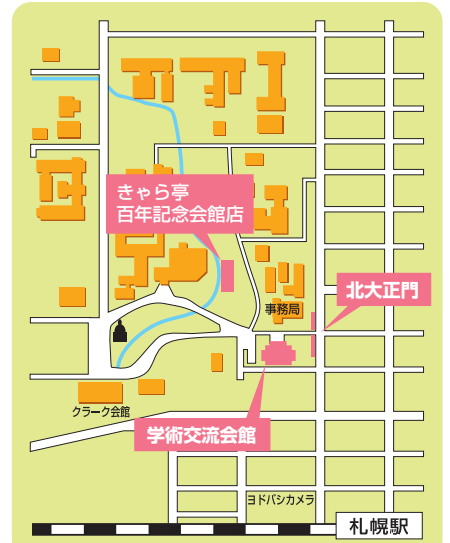 きゃら亭
百年記念会館店
北大正門
事務局
クラーク会館
学術交流会館
ヨドバシカメラ
札幌駅